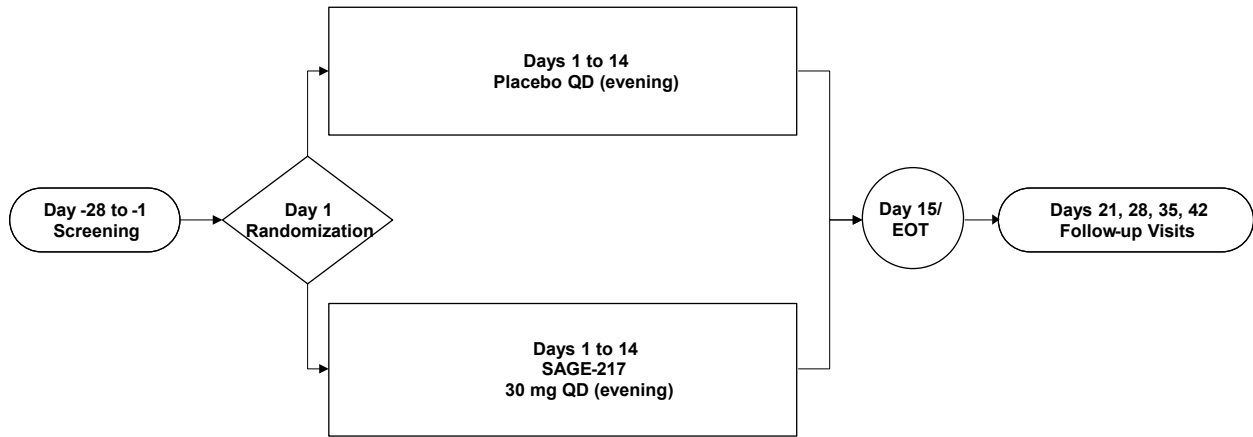 Day -28 to -1
Screening
Day 1
Randomization
Days 1 to 14
Placebo QD (evening)
Days 1 to 14
SAGE-217
30 mg QD (evening)
Day 15/
EOT
Days 21, 28, 35, 42
Follow-up Visits